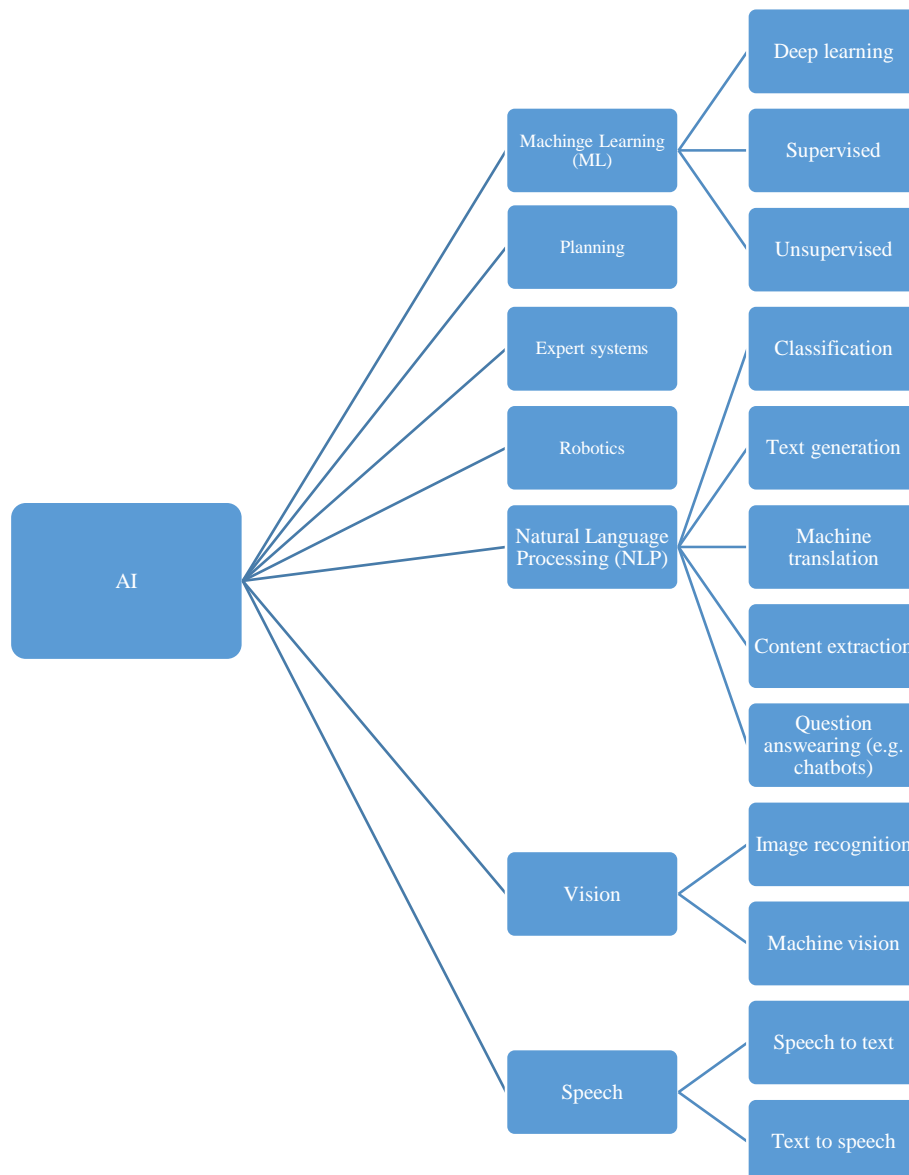 Deep learning
Machinge Learning
(ML)
Supervised
Unsupervised
Planning
Expert systems
Robotics
Classification
Text generation
AI
Natural Language
Processing (NLP)
Machine
translation
Content extraction
Question
answearing (e.g.
chatbots)
Vision
Image recognition
Machine vision
Speech
Speech to text
Text to speech